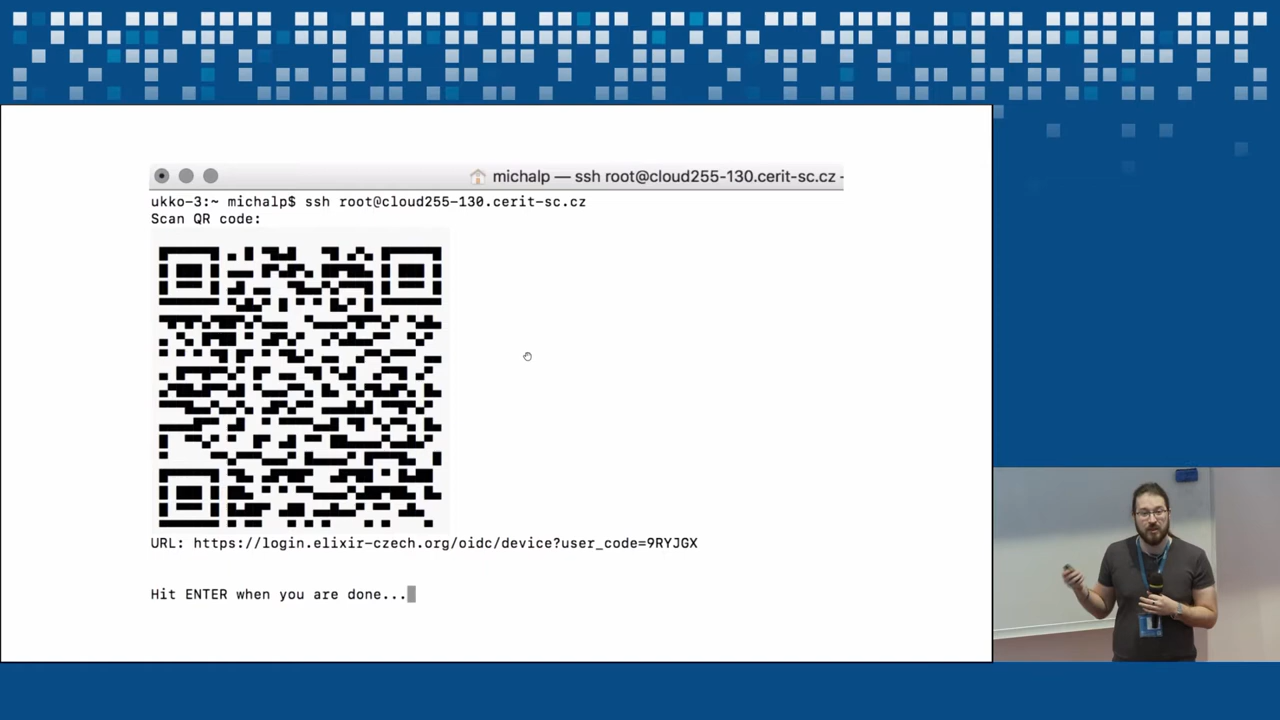 michalp — ssh root@cloud255-130.cerit-sc.cz -
ukko-3:~ michalp$ ssh root@cloud255-130.cerit-sc.cz
Scan QR code:
URL: https://login.elixir-czech.org/oidc/device?user_code=9RYJGX
Hit ENTER when you are done...